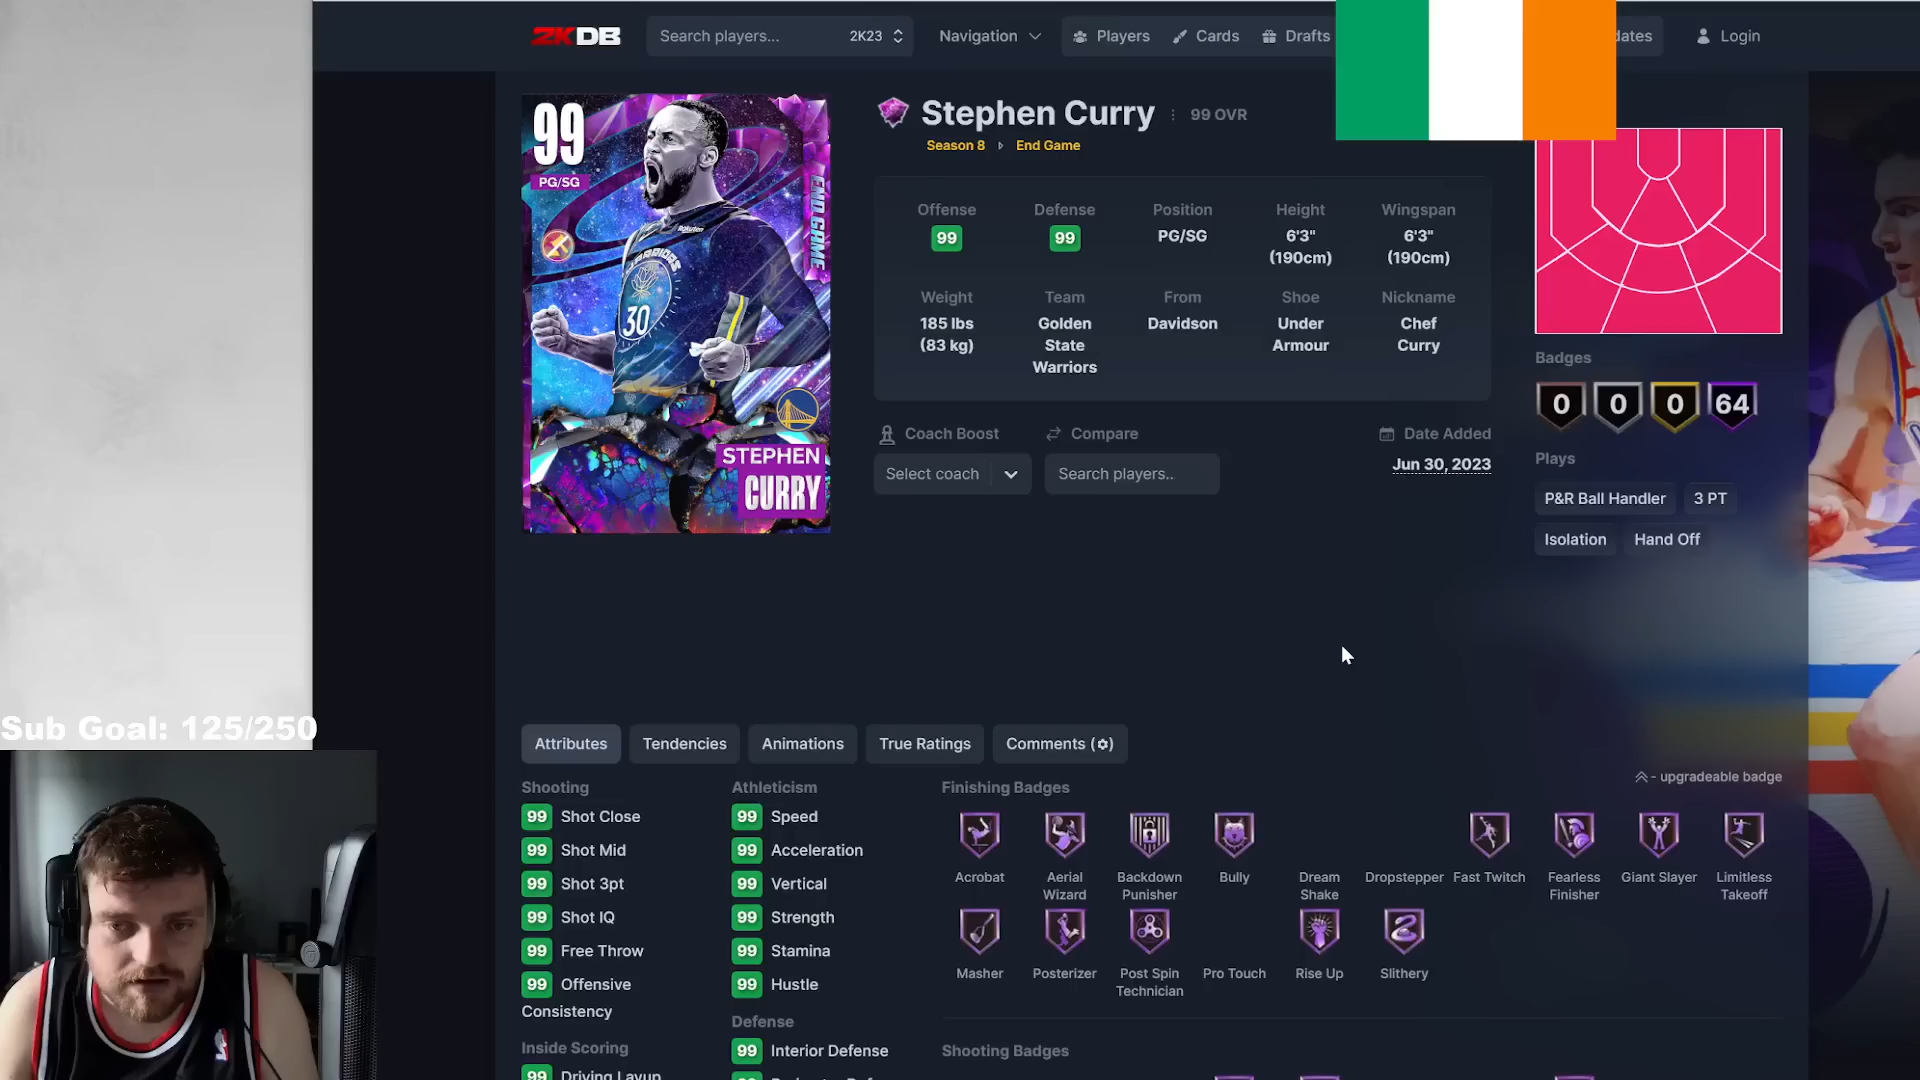 2KDB
Search players...
2K23
Navigation
Players
Cards
Drafts
dates
Login
99
PG/SG
END GAME
Rakuten
WARRIORS
30
STEPHEN
CURRY
Stephen Curry
99 OVR
Season 8
End Game
Offense
Defense
Position
Height
Wingspan
99
99
PG/SG
6'3"
(190cm)
6'3"
(190cm)
Weight
Team
From
Shoe
Nickname
185 lbs
(83 kg)
Golden
State
Warriors
Davidson
Under
Armour
Chef
Curry
Coach Boost
Compare
Date Added
Select coach
Search players..
Jun 30, 2023
Badges
0
0
0
64
Plays
P&R Ball Handler
3 PT
Isolation
Hand Off
Sub Goal: 125/250
Attributes
Tendencies
Animations
True Ratings
Comments
- upgradeable badge
Shooting
99 Shot Close
99 Shot Mid
99 Shot 3pt
99 Shot IQ
99 Free Throw
99 Offensive
Consistency
Inside Scoring
99 Driving Layup
Athleticism
99 Speed
99 Acceleration
99 Vertical
99 Strength
99 Stamina
99 Hustle
Defense
99 Interior Defense
Finishing Badges
Acrobat
Aerial
Wizard
Backdown
Punisher
Bully
Dream
Shake
Dropstepper
Fast Twitch
Fearless
Finisher
Giant Slayer
Limitless
Takeoff
Masher
Posterizer
Post Spin
Technician
Pro Touch
Rise Up
Slithery
Shooting Badges